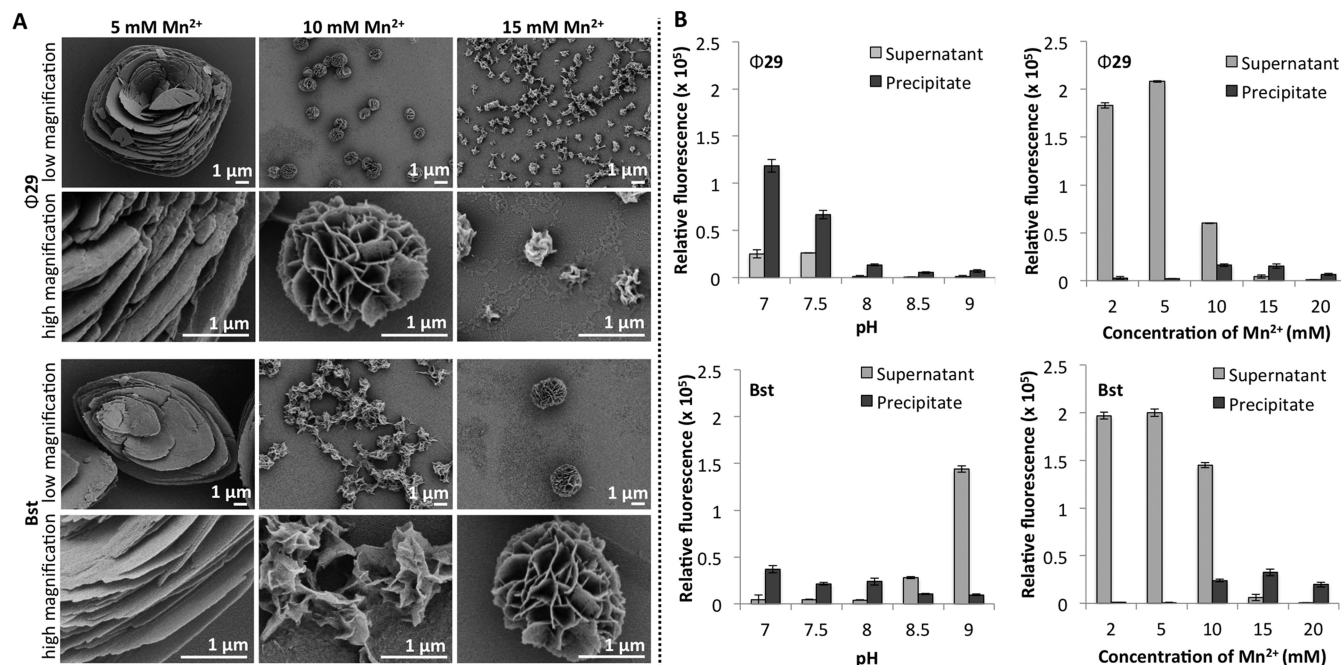 A
5 mM Mn²⁺
10 mM Mn²⁺
15 mM Mn²⁺
Φ29
low magnification
1 µm
1 µm
1 µm
high magnification
1 µm
1 µm
1 µm
Bst
low magnification
1 µm
1 µm
1 µm
high magnification
1 µm
1 µm
1 µm
B
Relative fluorescence (x 10⁵)
2.5
2
1.5
1
0.5
0
Φ29
Supernatant
Precipitate
7 7.5 8 8.5 9
pH
Relative fluorescence (x 10⁵)
2.5
2
1.5
1
0.5
0
Φ29
Supernatant
Precipitate
2 5 10 15 20
Concentration of Mn²⁺ (mM)
Relative fluorescence (x 10⁵)
2.5
2
1.5
1
0.5
0
Bst
Supernatant
Precipitate
7 7.5 8 8.5 9
pH
Relative fluorescence (x 10⁵)
2.5
2
1.5
1
0.5
0
Bst
Supernatant
Precipitate
2 5 10 15 20
Concentration of Mn²⁺ (mM)